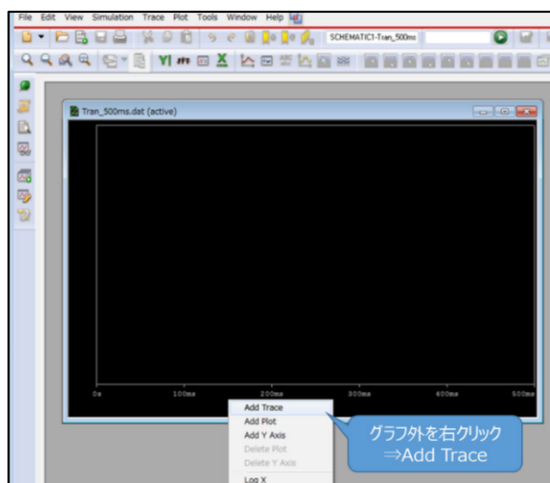 File Edit View Simulation Trace Plot Tools Window Help
SCHEMATIC1-Tran_500ms
Tran_500ms.dat (active)
0s 100ms 200ms 300ms 400ms 500ms
Add Trace
Add Plot
Add Y Axis
Delete Plot
Delete Y Axis
Log X
グラフ外を右クリック
⇒Add Trace